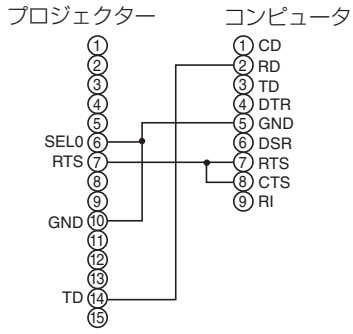 プロジェクター
コンピュータ
①
②
③
④
⑤
SEL0 ⑥
RTS ⑦
⑧
⑨
GND ⑩
⑪
⑫
⑬
TD ⑭
⑮
① CD
② RD
③ TD
④ DTR
⑤ GND
⑥ DSR
⑦ RTS
⑧ CTS
⑨ RI